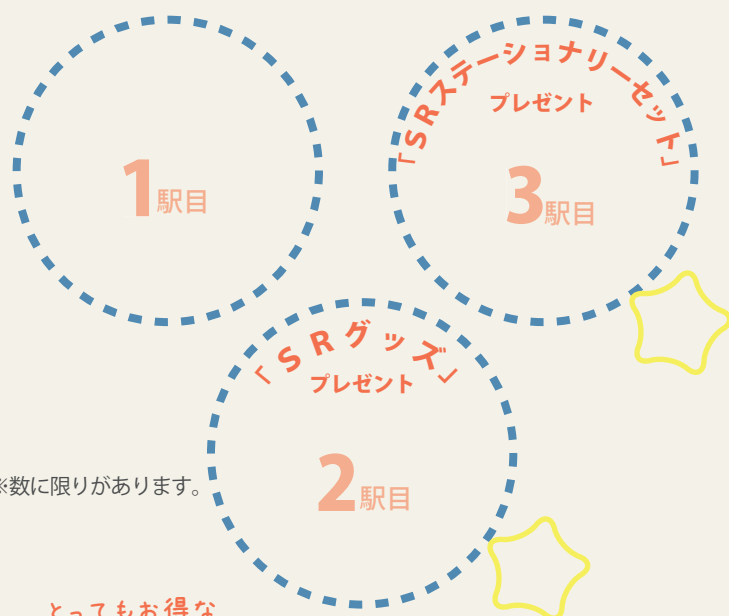 1駅目
「SRステーショナリーセット」
プレゼント
3駅目
「SRグッズ」
プレゼント
2駅目
※数に限りがあります。
とってもお得な